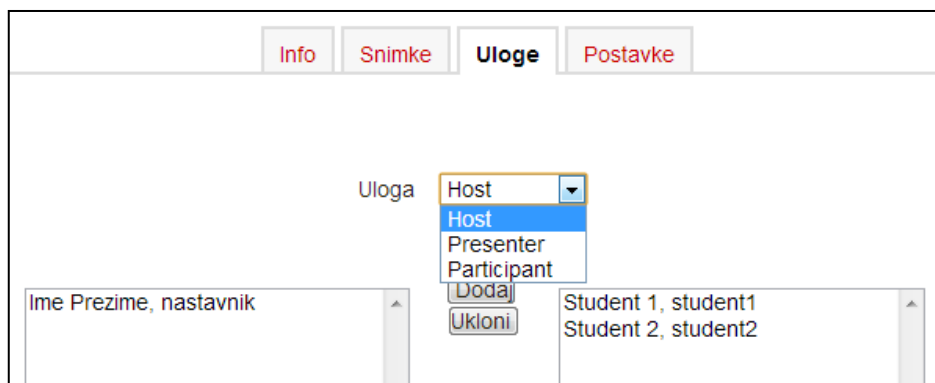 Info Snimke Uloge Postavke
Uloga Host
Host
Presenter
Participant
Dodaj
Ukloni
Ime Prezime, nastavnik
Student 1, student1
Student 2, student2